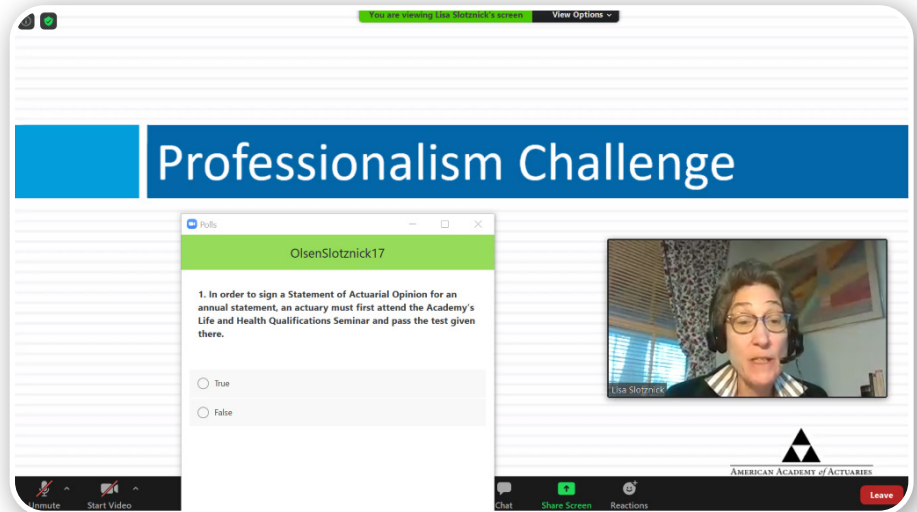 You are viewing Lisa Slotznick's screen
View Options
Professionalism Challenge
Polls
OlsenSlotznick17
1. In order to sign a Statement of Actuarial Opinion for an
annual statement, an actuary must first attend the Academy's
Life and Health Qualifications Seminar and pass the test given
there.
True
False
Lisa Slotznick
AMERICAN ACADEMY of ACTUARIES
Unmute
Start Video
Chat
Share Screen
Reactions
Leave